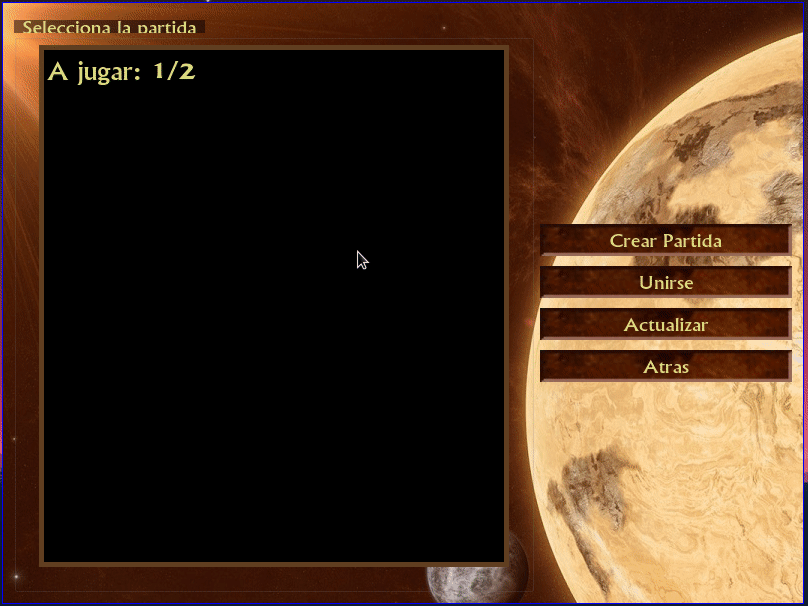 Selecciona la partida
A jugar: 1/2
Crear Partida
Unirse
Actualizar
Atras